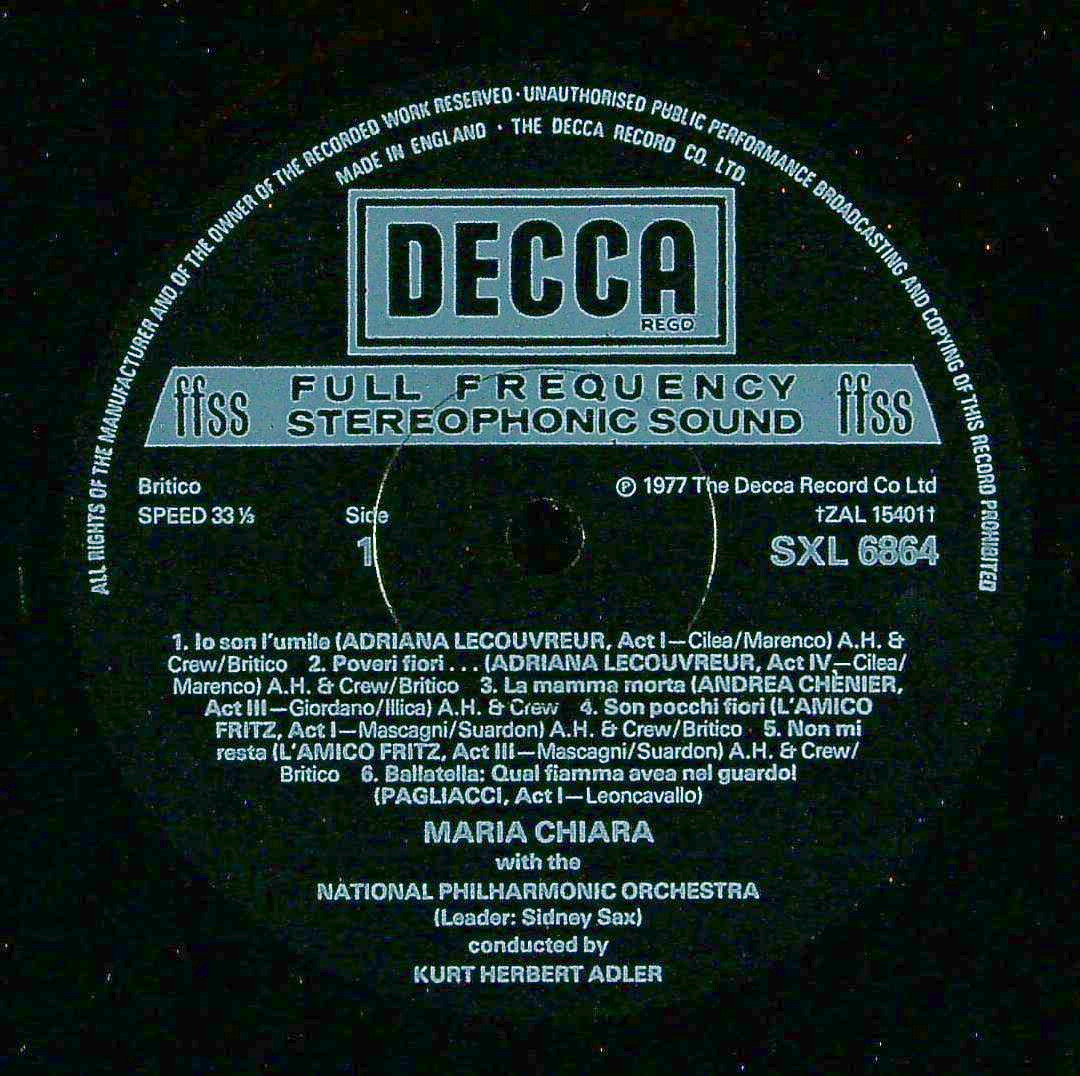 ALL RIGHTS OF THE MANUFACTURER AND OF THE OWNER OF THE RECORDED WORK RESERVED · UNAUTHORISED PUBLIC PERFORMANCE BROADCASTING AND COPYING OF THIS RECORD PROHIBITED
MADE IN ENGLAND · THE DECCA RECORD CO. LTD.
DECCA
REGD
ffss FULL FREQUENCY ffss
STEREOPHONIC SOUND
Britico ℗ 1977 The Decca Record Co Ltd
SPEED 33 ⅓ Side †ZAL 15401†
1 SXL 6864
1. Io son l'umile (ADRIANA LECOUVREUR, Act I—Cilea/Marenco) A.H. &
Crew/Britico 2. Poveri fiori . . . (ADRIANA LECOUVREUR, Act IV—Cilea/
Marenco) A.H. & Crew/Britico 3. La mamma morta (ANDREA CHENIER,
Act III—Giordano/Illica) A.H. & Crew 4. Son pocchi fiori (L'AMICO
FRITZ, Act I—Mascagni/Suardon) A.H. & Crew/Britico 5. Non mi
resta (L'AMICO FRITZ, Act III—Mascagni/Suardon) A.H. & Crew/
Britico 6. Ballatella: Qual fiamma avea nel guardo!
(PAGLIACCI, Act I—Leoncavallo)
MARIA CHIARA
with the
NATIONAL PHILHARMONIC ORCHESTRA
(Leader: Sidney Sax)
conducted by
KURT HERBERT ADLER